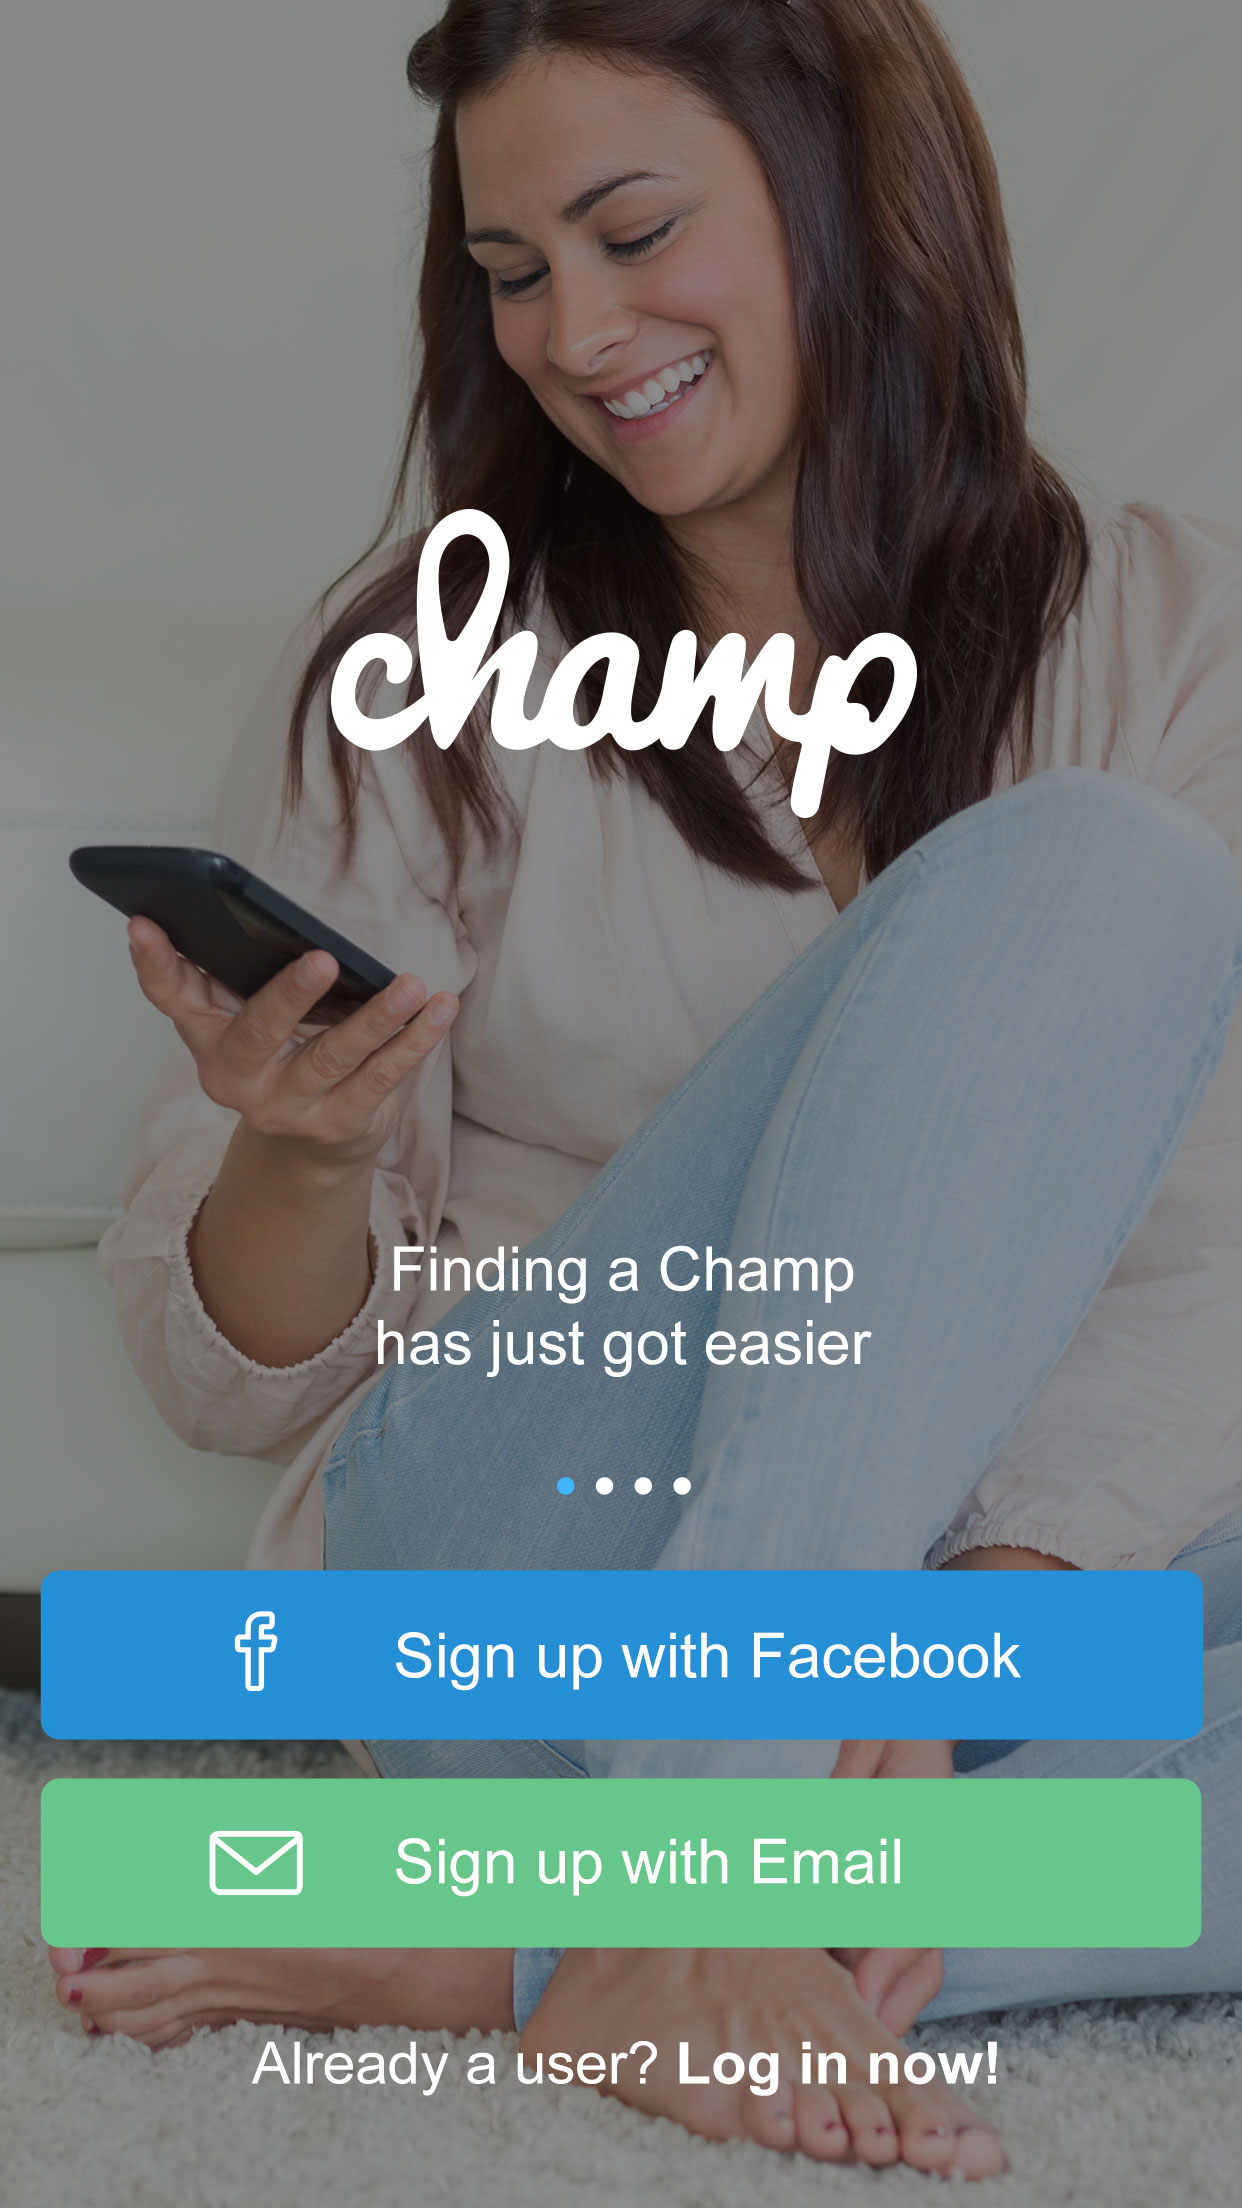 champ
Finding a Champ
has just got easier
Sign up with Facebook
Sign up with Email
Already a user? Log in now!